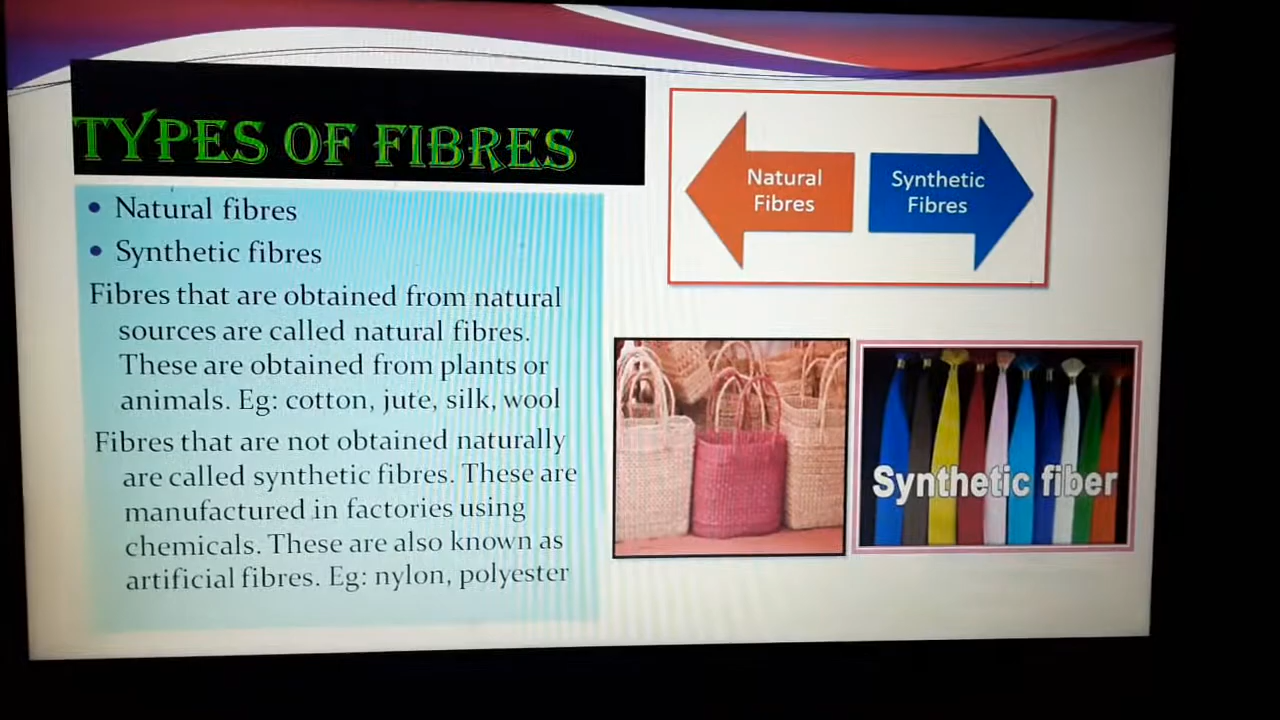 TYPES OF FIBRES
• Natural fibres
• Synthetic fibres
Fibres that are obtained from natural
sources are called natural fibres.
These are obtained from plants or
animals. Eg: cotton, jute, silk, wool
Fibres that are not obtained naturally
are called synthetic fibres. These are
manufactured in factories using
chemicals. These are also known as
artificial fibres. Eg: nylon, polyester
Natural
Fibres
Synthetic
Fibres
Synthetic fiber